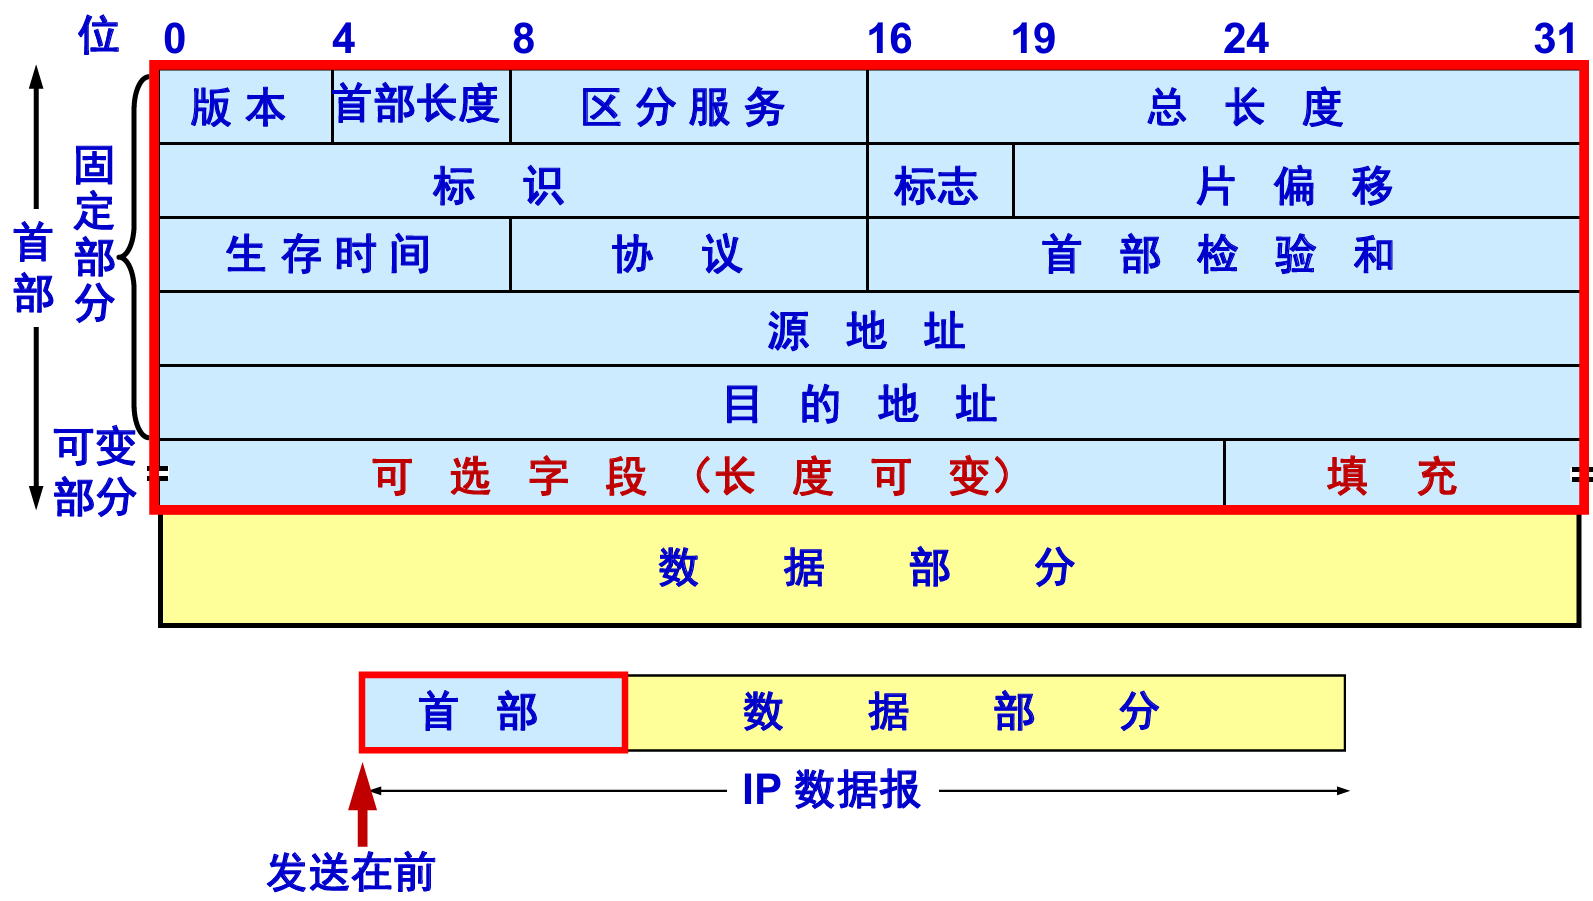 位 0 4 8 16 19 24 31
版 本 首部长度 区 分 服 务 总 长 度
标 识 标志 片 偏 移
生 存 时 间 协 议 首 部 检 验 和
源 地 址
目 的 地 址
可 选 字 段 （长 度 可 变） 填 充
数 据 部 分
首部
固定部分
可变
部分
首 部 数 据 部 分
IP 数据报
发送在前